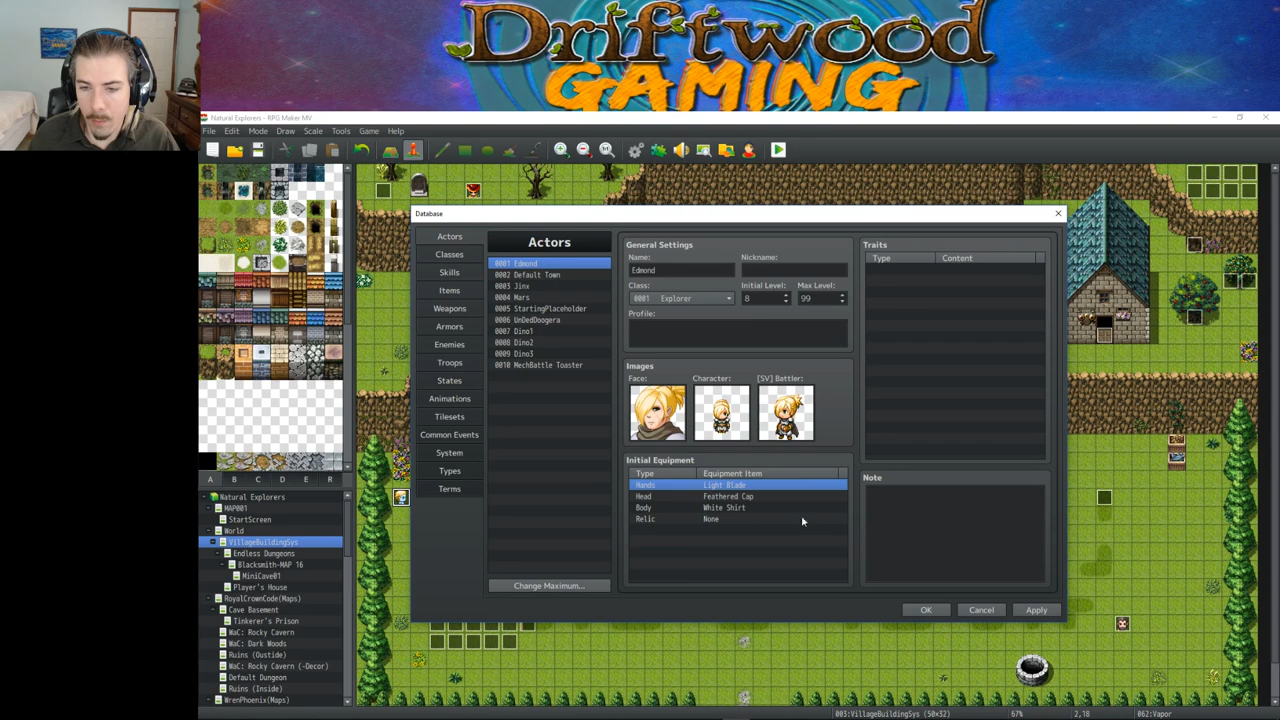 Driftwood
GAMING
Natural Explorers - RPG Maker MV
File Edit Mode Draw Scale Tools Game Help
Database
Actors
Classes
Skills
Items
Weapons
Armors
Enemies
Troops
States
Animations
Tilesets
Common Events
System
Types
Terms
Actors
0001 Edmond
0002 Default Town
0003 Jinx
0004 Mars
0005 StartingPlaceholder
0006 UnDedDoogera
0007 Dino1
0008 Dino2
0009 Dino3
0010 MechBattle Toaster
Change Maximum...
General Settings
Name: Nickname:
Edmond
Class: Initial Level: Max Level:
0001 Explorer 8 99
Profile:
Images
Face: Character: [SV] Battler:
Initial Equipment
Type Equipment Item
Hands Light Blade
Head Feathered Cap
Body White Shirt
Relic None
Traits
Type Content
Note
OK Cancel Apply
A B C D E R
Natural Explorers
MAP001
StartScreen
World
VillageBuildingSys
Endless Dungeons
Blacksmith-MAP 16
MiniCave01
Player's House
RoyalCrownCode(Maps)
Cave Basement
Tinkerer's Prison
WaC: Rocky Cavern
WaC: Dark Woods
Ruins (Oustide)
WaC: Rocky Cavern (-Decor)
Default Dungeon
Ruins (Inside)
WrenPhoenix(Maps)
003:VillageBuildingSys (50x32) 67% 2,18 062:Vapor